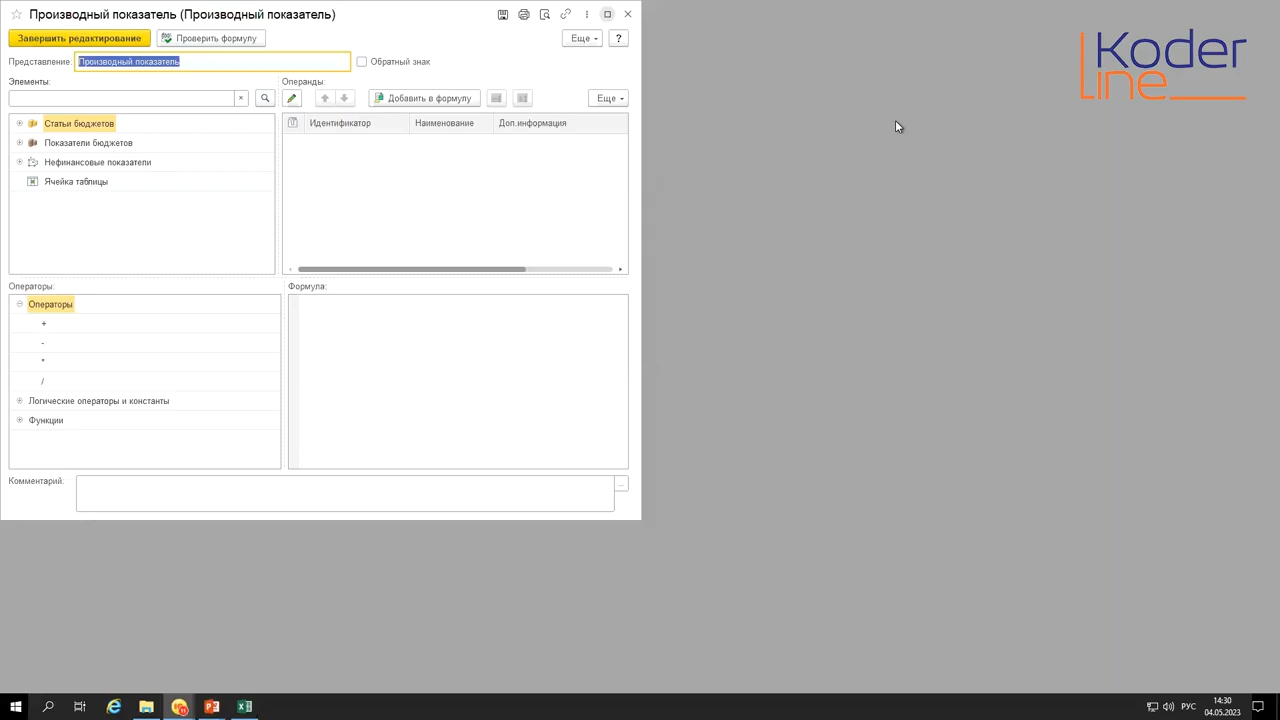 Производный показатель (Производный показатель)
Завершить редактирование
Проверить формулу
Еще
?
Представление:
Производный показатель
Обратный знак
Элементы:
Операнды:
Добавить в формулу
Еще
Статьи бюджетов
Показатели бюджетов
Нефинансовые показатели
Ячейка таблицы
Идентификатор
Наименование
Доп.информация
Операторы:
Формула:
Операторы
+
-
*
/
Логические операторы и константы
Функции
Комментарий:
...
Koder
line
РУС
14:30
04.05.2023